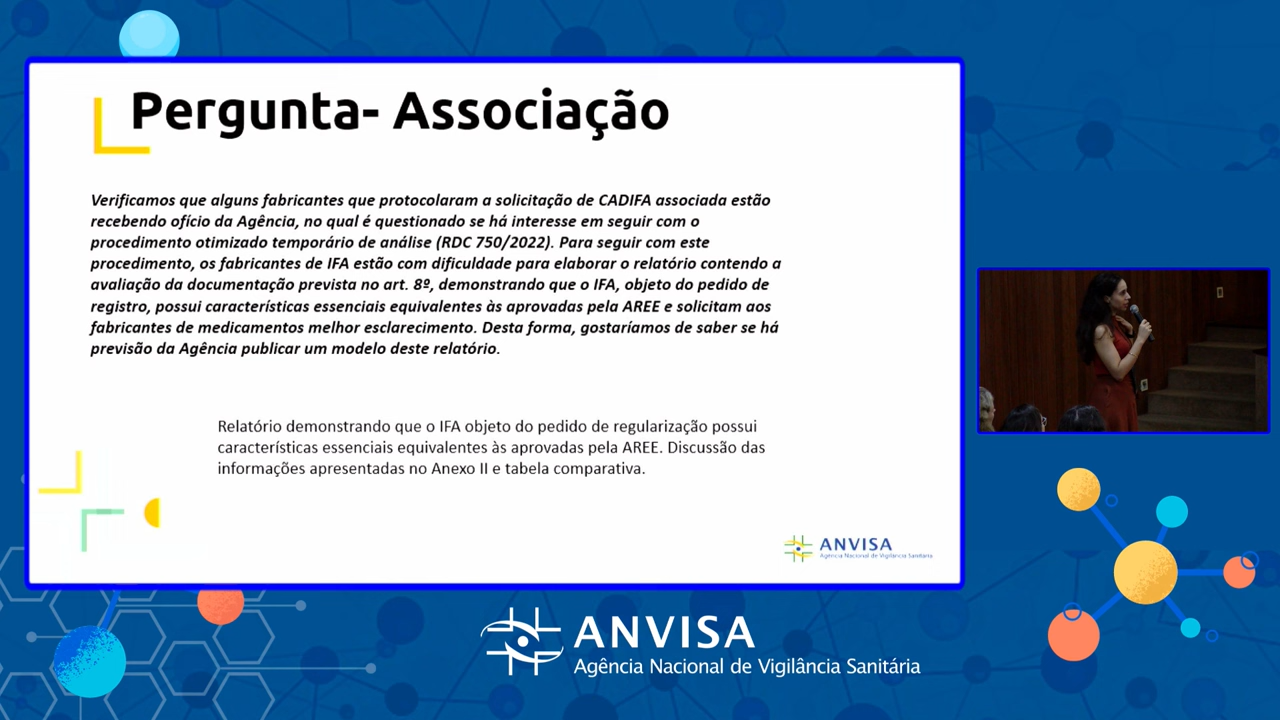 Pergunta- Associação
Verificamos que alguns fabricantes que protocolaram a solicitação de CADIFA associada estão
recebendo ofício da Agência, no qual é questionado se há interesse em seguir com o
procedimento otimizado temporário de análise (RDC 750/2022). Para seguir com este
procedimento, os fabricantes de IFA estão com dificuldade para elaborar o relatório contendo a
avaliação da documentação prevista no art. 8º, demonstrando que o IFA, objeto do pedido de
registro, possui características essenciais equivalentes às aprovadas pela AREE e solicitam aos
fabricantes de medicamentos melhor esclarecimento. Desta forma, gostaríamos de saber se há
previsão da Agência publicar um modelo deste relatório.
Relatório demonstrando que o IFA objeto do pedido de regularização possui
características essenciais equivalentes às aprovadas pela AREE. Discussão das
informações apresentadas no Anexo II e tabela comparativa.
ANVISA
Agência Nacional de Vigilância Sanitária
ANVISA
Agência Nacional de Vigilância Sanitária